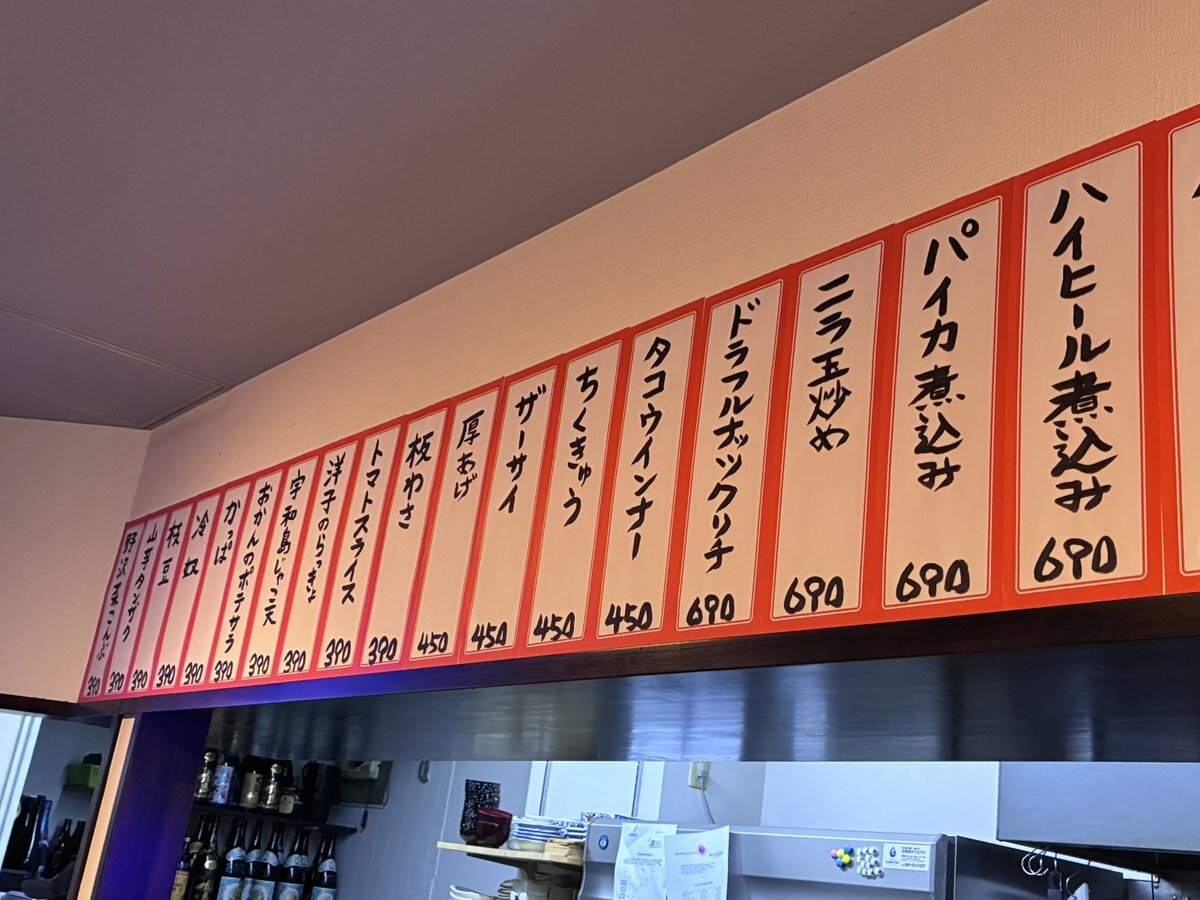 ハイヒール煮込み
690
パイカ煮込み
690
ニラ玉炒め
690
ドラフルナッツクリチ
690
タコウインナー
450
ちくきゅう
450
ザーサイ
450
厚あげ
450
板わさ
390
トマトスライス
390
洋子のらっきょ
390
宇和島じゃこ天
390
おかんのポテサラ
390
かっぱ
390
冷奴
390
枝豆
390
山芋タンザク
390
野沢菜こんぶ
390